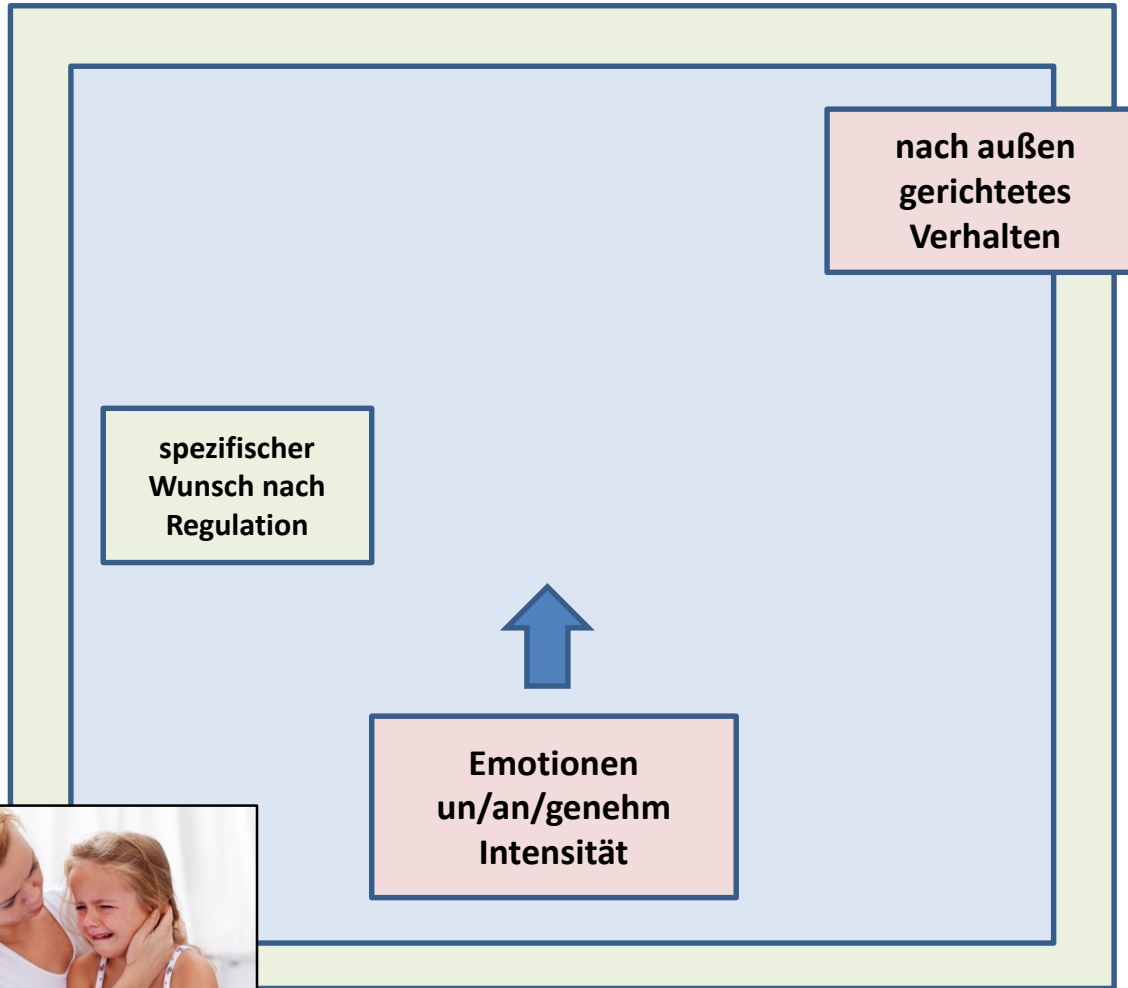 nach außen
gerichtetes
Verhalten
spezifischer
Wunsch nach
Regulation
Emotionen
un/an/genehm
Intensität